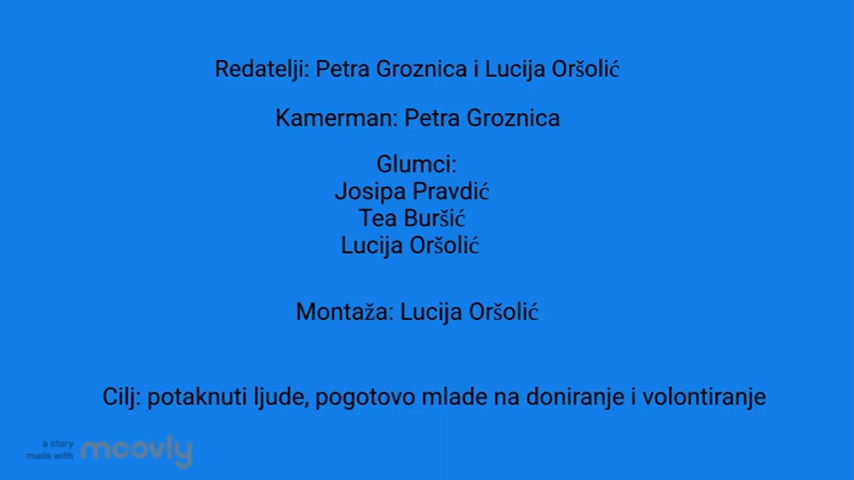 Redatelji: Petra Groznica i Lucija Oršolić
Kamerman: Petra Groznica
Glumci:
Josipa Pravdić
Tea Buršić
Lucija Oršolić
Montaža: Lucija Oršolić
Cilj: potaknuti ljude, pogotovo mlade na doniranje i volontiranje
a story
made with
moovly